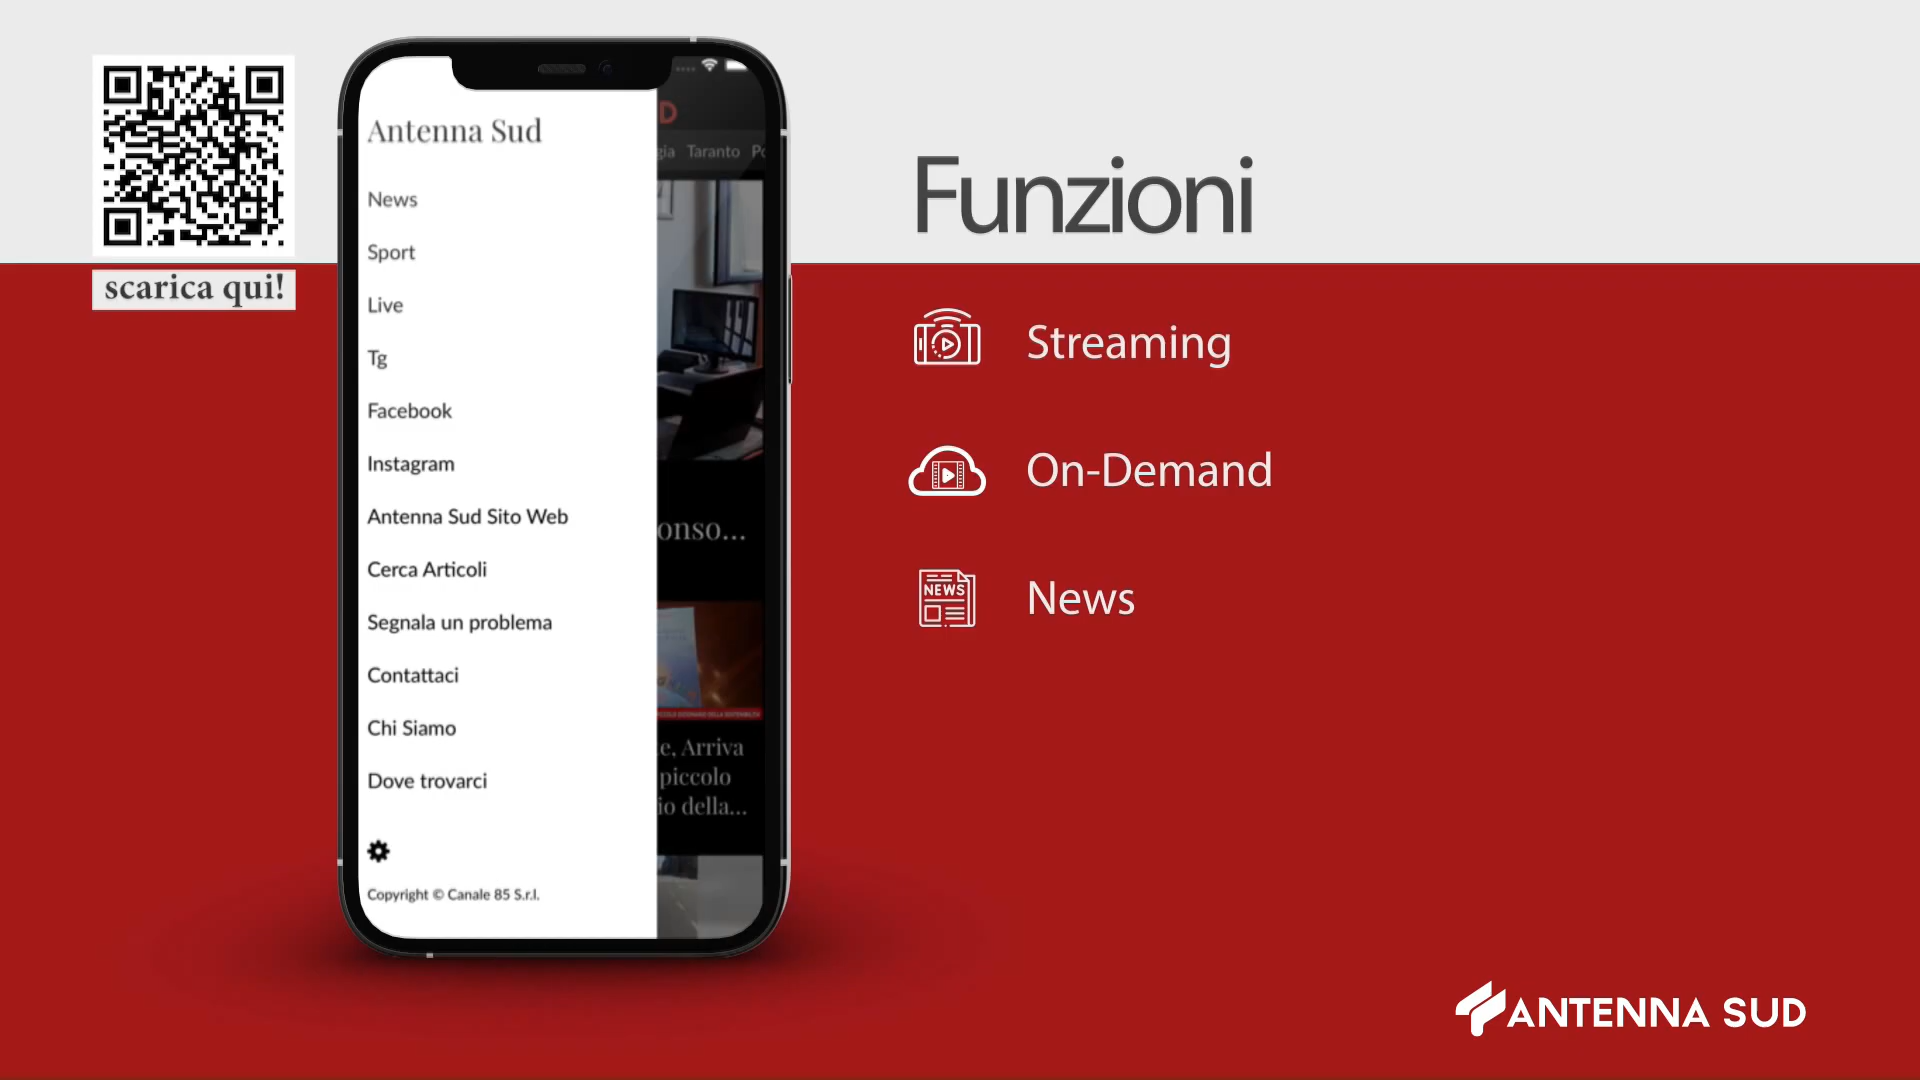 scarica qui!
Antenna Sud
News
Sport
Live
Tg
Facebook
Instagram
Antenna Sud Sito Web
Cerca Articoli
Segnala un problema
Contattaci
Chi Siamo
Dove trovarci
Copyright © Canale 85 S.r.l.
D
gia Taranto Po
onso...
e, Arriva
piccolo
io della...
Funzioni
Streaming
On-Demand
NEWS
News
ANTENNA SUD